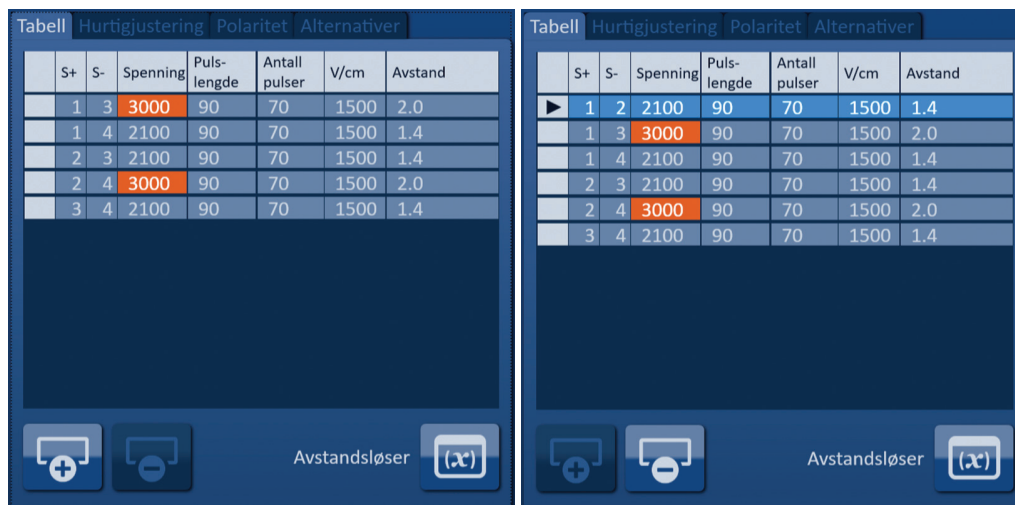 Tabell Hurtigjustering Polaritet Alternativer
S+ S- Spenning Puls-lengde Antall pulser V/cm Avstand
1 3 3000 90 70 1500 2.0
1 4 2100 90 70 1500 1.4
2 3 2100 90 70 1500 1.4
2 4 3000 90 70 1500 2.0
3 4 2100 90 70 1500 1.4
Avstandsløser (x)
Tabell Hurtigjustering Polaritet Alternativer
S+ S- Spenning Puls-lengde Antall pulser V/cm Avstand
1 2 2100 90 70 1500 1.4
1 3 3000 90 70 1500 2.0
1 4 2100 90 70 1500 1.4
2 3 2100 90 70 1500 1.4
2 4 3000 90 70 1500 2.0
3 4 2100 90 70 1500 1.4
Avstandsløser (x)